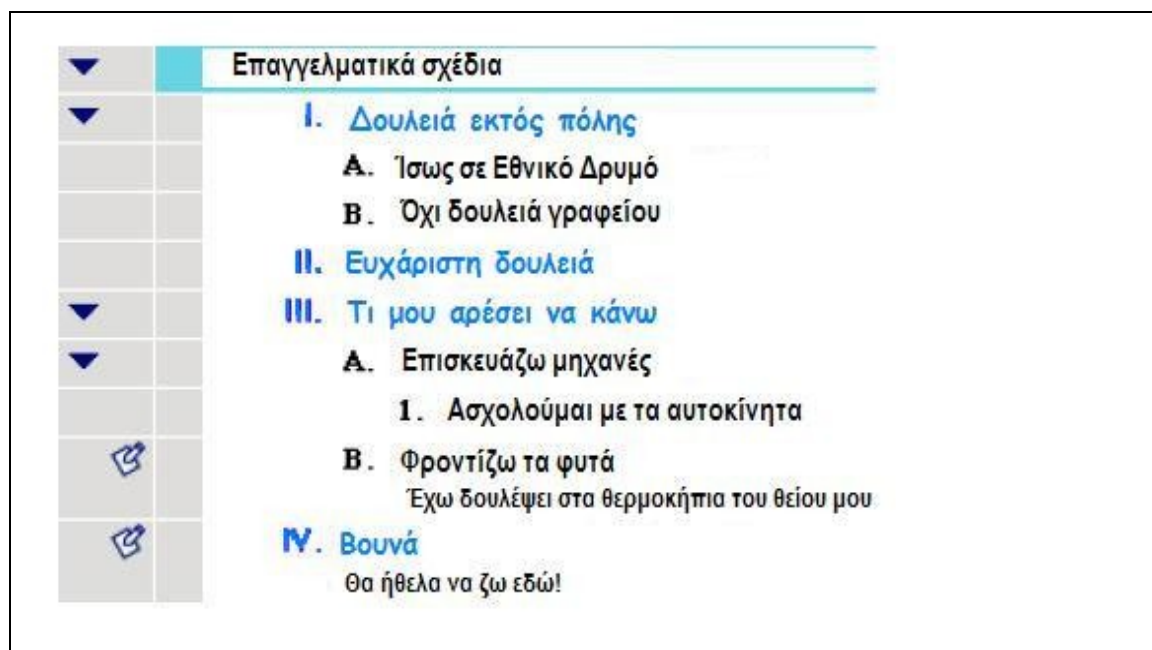 Επαγγελματικά σχέδια
I. Δουλειά εκτός πόλης
A. Ίσως σε Εθνικό Δρυμό
B. Όχι δουλειά γραφείου
II. Ευχάριστη δουλειά
III. Τι μου αρέσει να κάνω
A. Επισκευάζω μηχανές
1. Ασχολούμαι με τα αυτοκίνητα
B. Φροντίζω τα φυτά
Έχω δουλέψει στα θερμοκήπια του θείου μου
IV. Βουνά
Θα ήθελα να ζω εδώ!